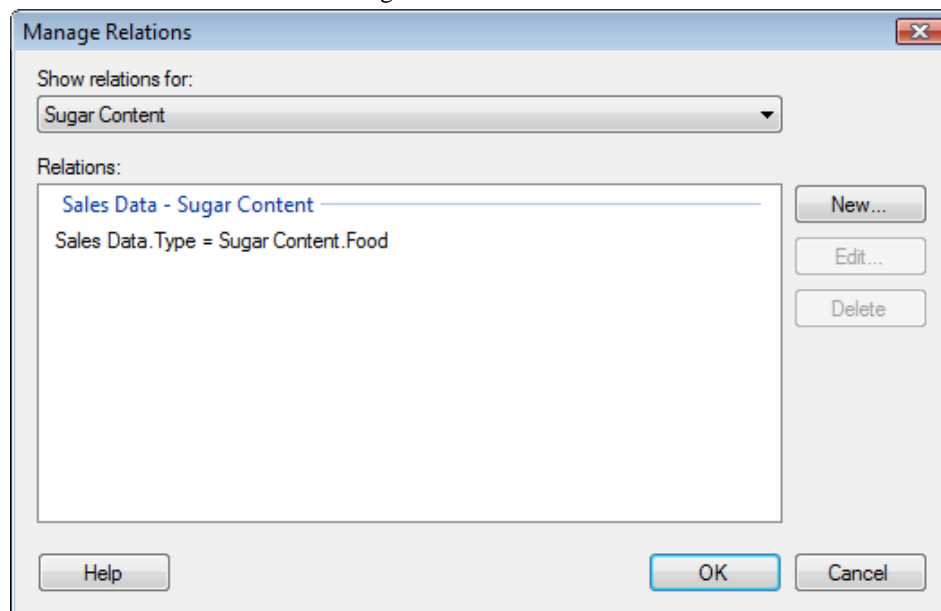 Manage Relations
Show relations for:
Sugar Content
Relations:
Sales Data - Sugar Content
Sales Data.Type = Sugar Content.Food
New...
Edit...
Delete
Help
OK
Cancel